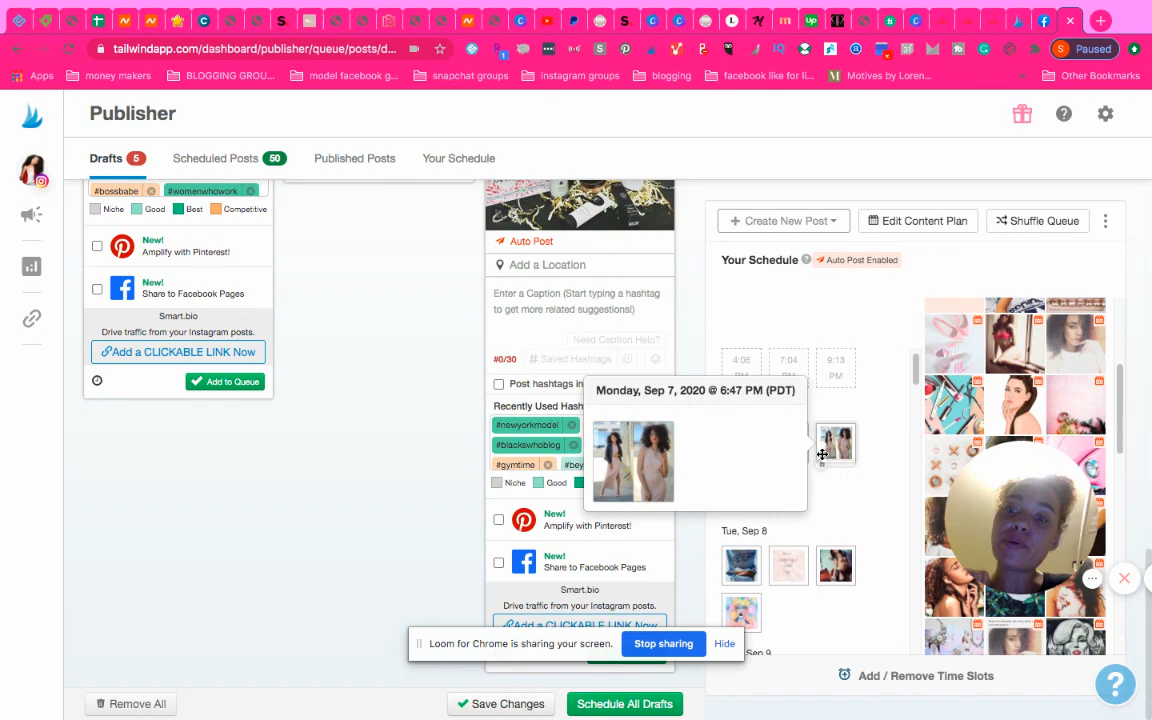 tailwindapp.com/dashboard/publisher/queue/posts/d...
Paused
Apps
money makers
BLOGGING GROU...
model facebook g...
snapchat groups
instagram groups
blogging
facebook like for li...
Motives by Loren...
Other Bookmarks
Publisher
Drafts 5
Scheduled Posts 50
Published Posts
Your Schedule
#bossbabe
#womenwhowork
Niche Good Best Competitive
New!
Amplify with Pinterest!
New!
Share to Facebook Pages
Smart.bio
Drive traffic from your Instagram posts.
Add a CLICKABLE LINK Now
Add to Queue
Auto Post
Add a Location
Enter a Caption (Start typing a hashtag
to get more related suggestions!)
Need Caption Help?
#0/30 Saved Hashtags
Post hashtags in
Recently Used Hash
#newyorkmodel
#blackswhoblog
#gymtime #bey
Niche Good
New!
Amplify with Pinterest!
New!
Share to Facebook Pages
Smart.bio
Drive traffic from your Instagram posts.
Add a CLICKABLE LINK Now
Create New Post
Edit Content Plan
Shuffle Queue
Your Schedule
Auto Post Enabled
4:06 PM
7:04 PM
9:13 PM
Monday, Sep 7, 2020 @ 6:47 PM (PDT)
Tue, Sep 8
Add / Remove Time Slots
Loom for Chrome is sharing your screen.
Stop sharing
Hide
Remove All
Save Changes
Schedule All Drafts